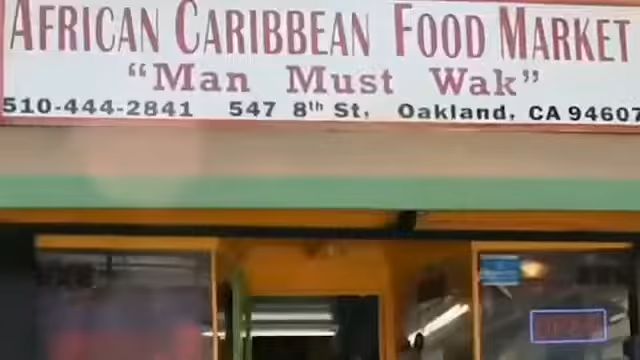 AFRICAN CARIBBEAN FOOD MARKET
"Man Must Wak"
510-444-2841 547 8th St. Oakland, CA 94607